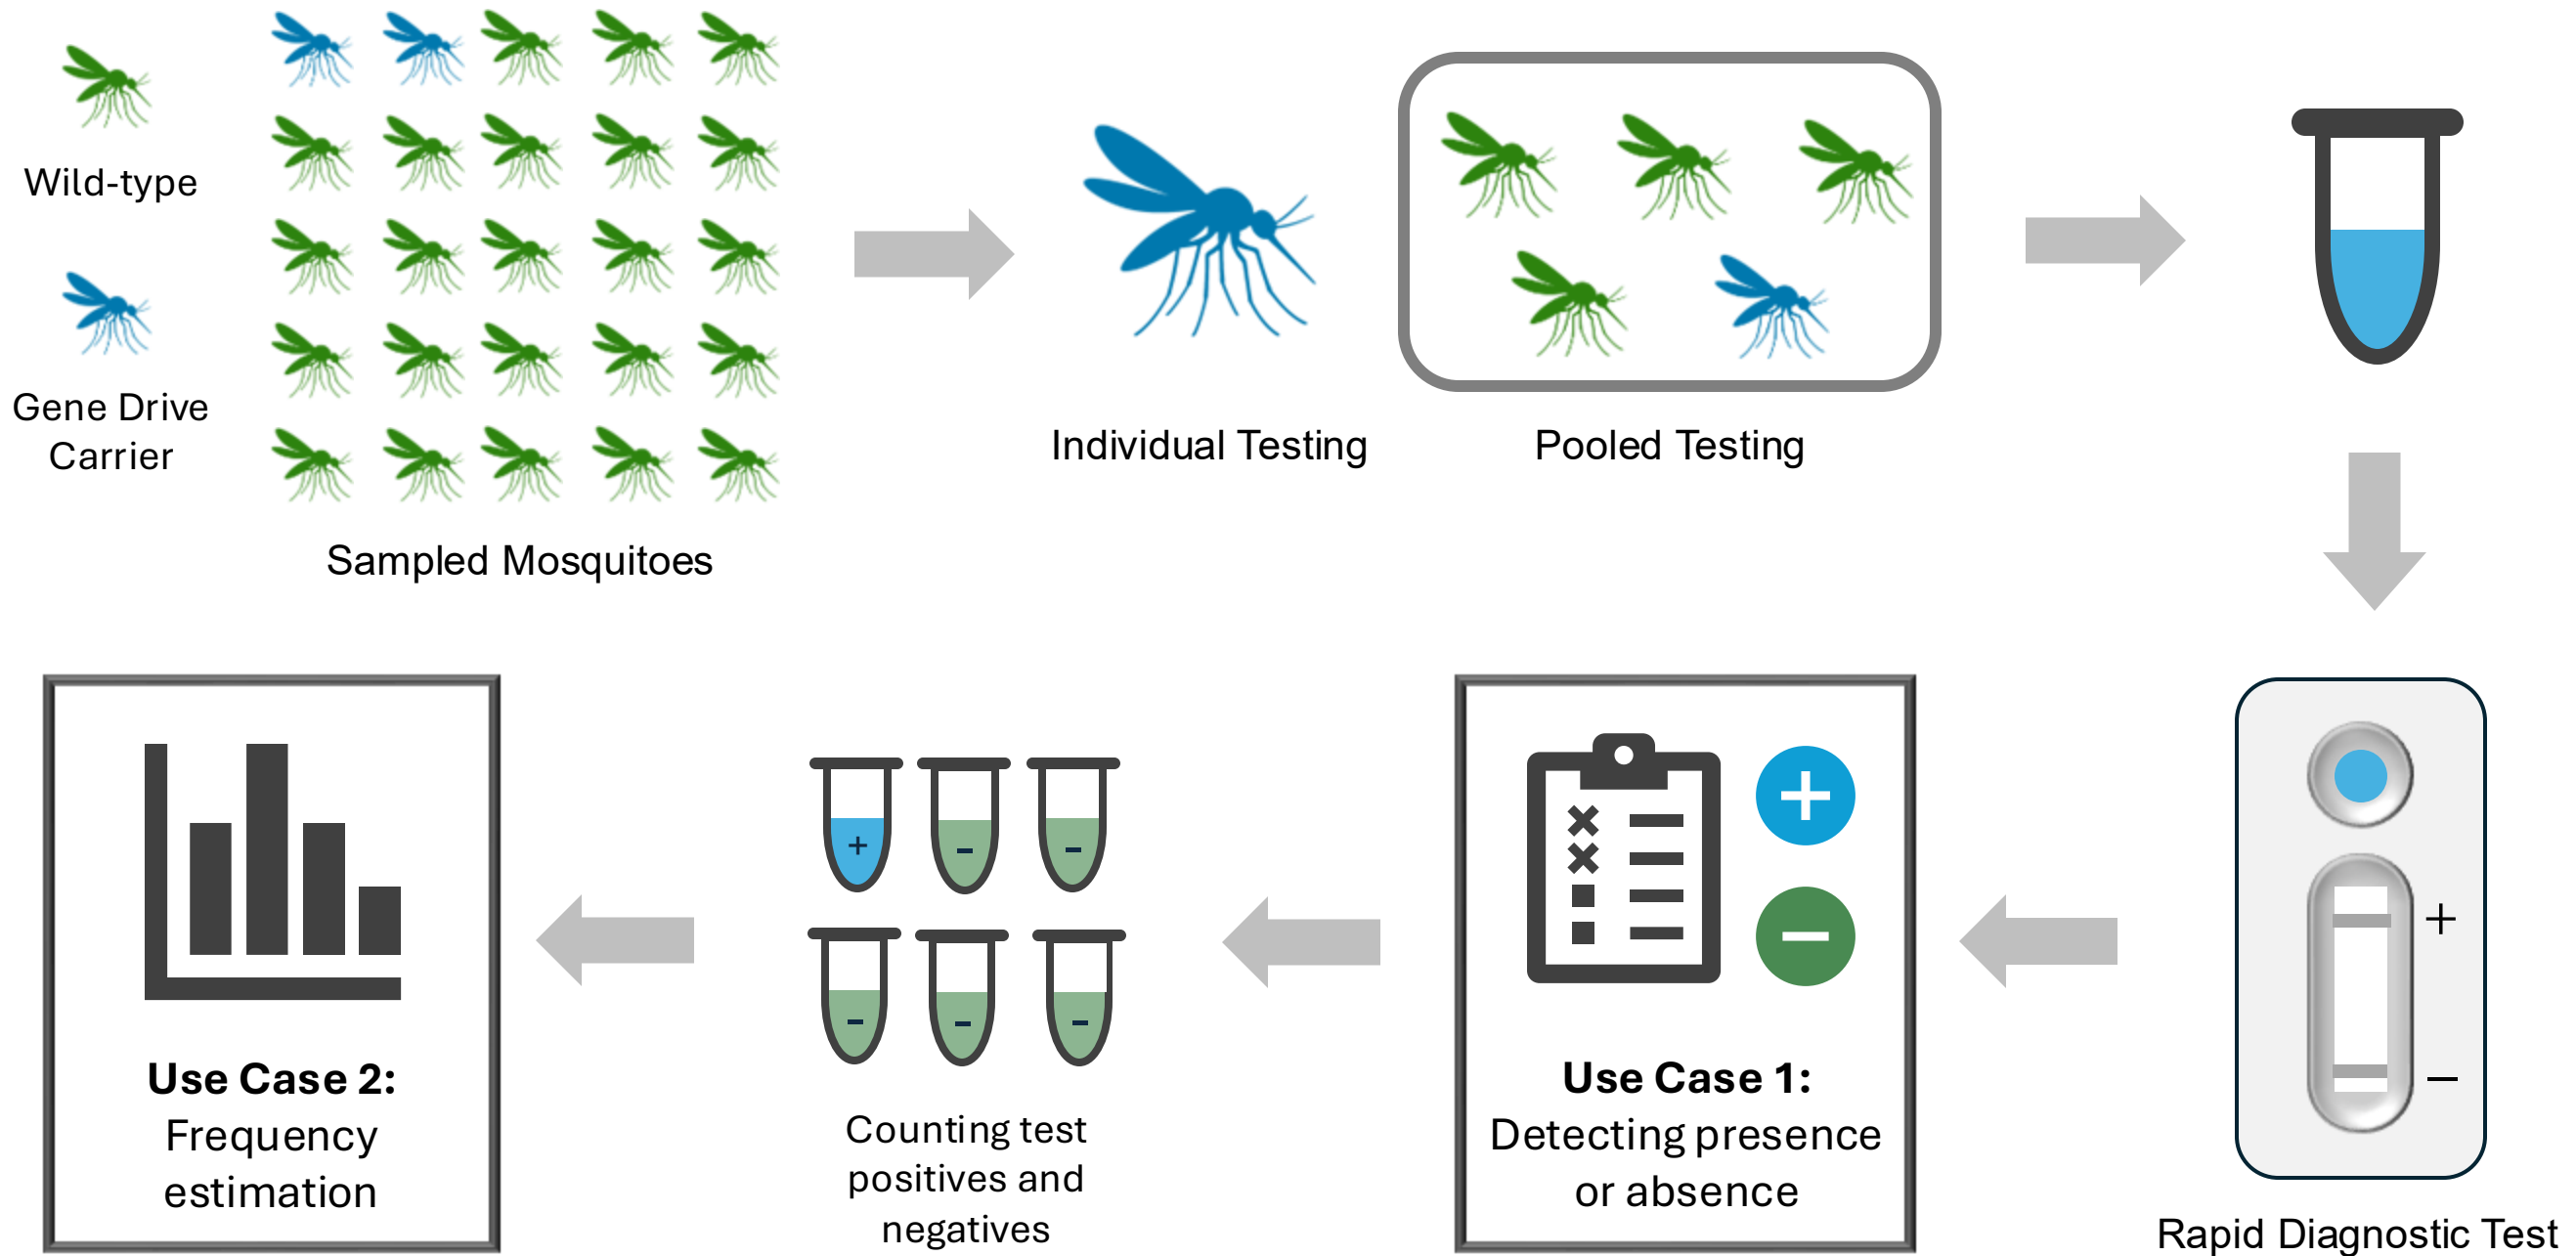 Wild-type
Gene Drive
Carrier
Sampled Mosquitoes
Individual Testing
Pooled Testing
+
−
Rapid Diagnostic Test
+
−
Use Case 1:
Detecting presence
or absence
+
-
-
-
-
-
Counting test
positives and
negatives
Use Case 2:
Frequency
estimation